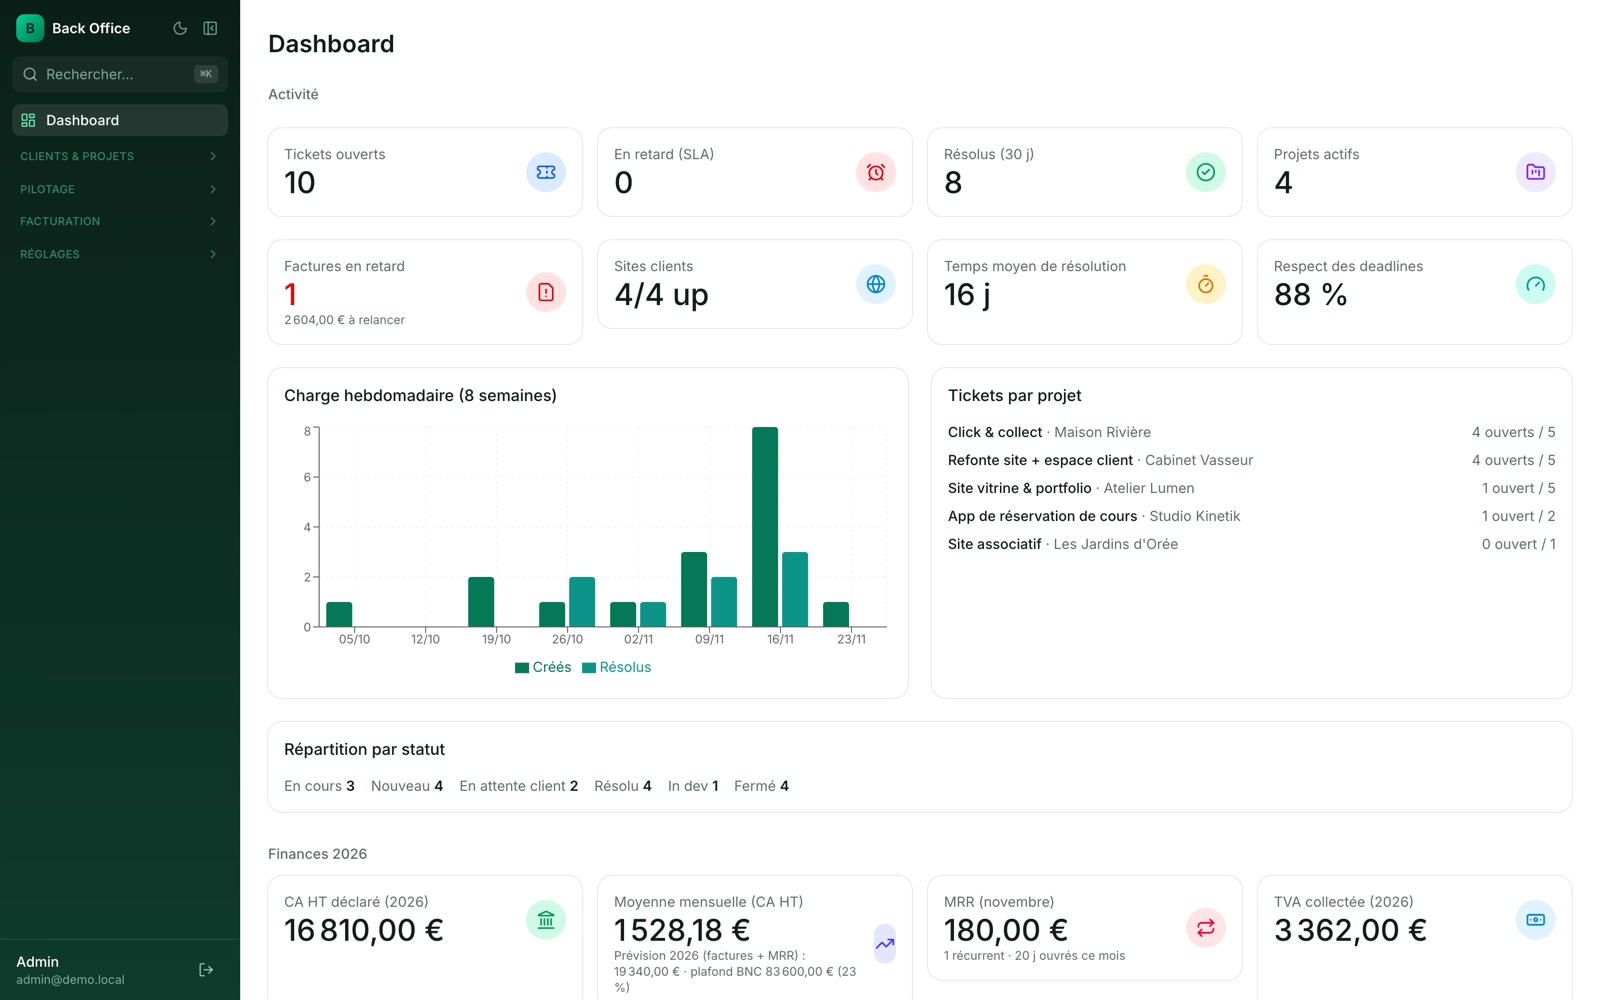 B Back Office
Rechercher... ⌘K
Dashboard
CLIENTS & PROJETS
PILOTAGE
FACTURATION
RÉGLAGES
Admin
admin@demo.local
Dashboard
Activité
Tickets ouverts
10
En retard (SLA)
0
Résolus (30 j)
8
Projets actifs
4
Factures en retard
1
2 604,00 € à relancer
Sites clients
4/4 up
Temps moyen de résolution
16 j
Respect des deadlines
88 %
Charge hebdomadaire (8 semaines)
8
6
4
2
0
05/10 12/10 19/10 26/10 02/11 09/11 16/11 23/11
Créés Résolus
Tickets par projet
Click & collect · Maison Rivière 4 ouverts / 5
Refonte site + espace client · Cabinet Vasseur 4 ouverts / 5
Site vitrine & portfolio · Atelier Lumen 1 ouvert / 5
App de réservation de cours · Studio Kinetik 1 ouvert / 2
Site associatif · Les Jardins d'Orée 0 ouvert / 1
Répartition par statut
En cours 3 Nouveau 4 En attente client 2 Résolu 4 In dev 1 Fermé 4
Finances 2026
CA HT déclaré (2026)
16 810,00 €
Moyenne mensuelle (CA HT)
1 528,18 €
Prévision 2026 (factures + MRR) :
19 340,00 € · plafond BNC 83 600,00 € (23
%)
MRR (novembre)
180,00 €
1 récurrent · 20 j ouvrés ce mois
TVA collectée (2026)
3 362,00 €